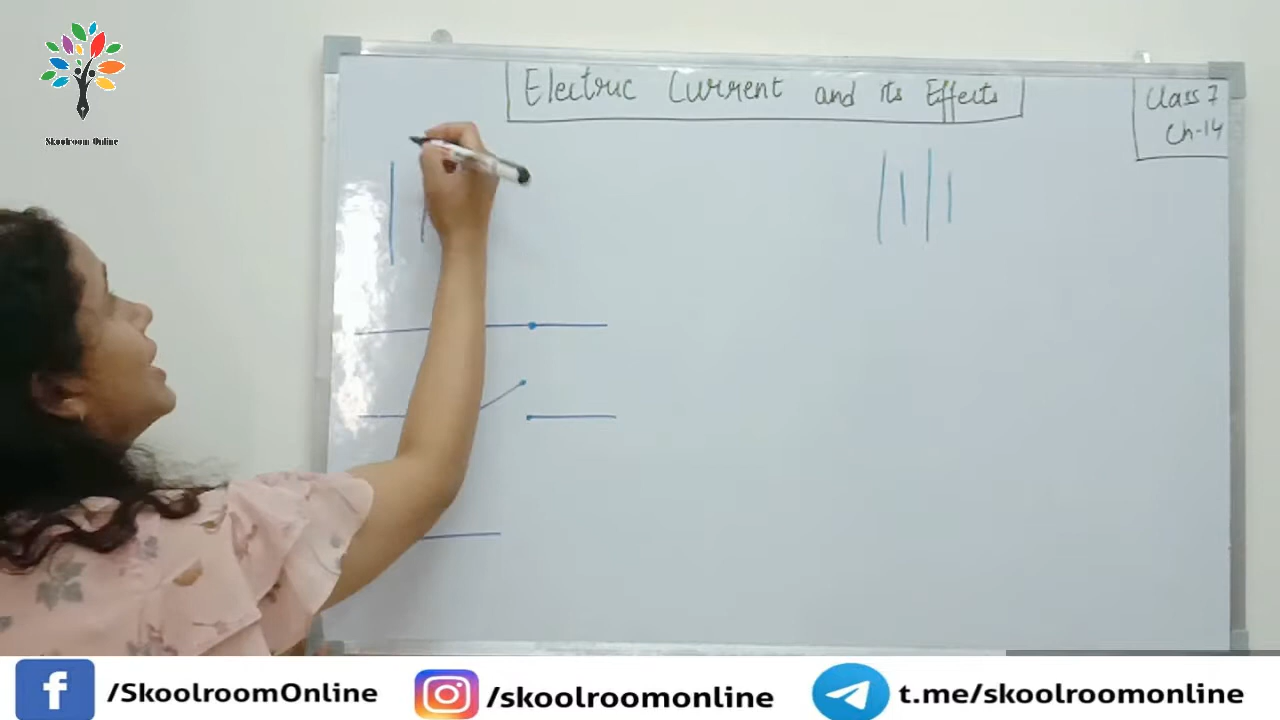 Skoolroom Online
Electric Current and its Effects
Class 7
Ch-14
/SkoolroomOnline
/skoolroomonline
t.me/skoolroomonline